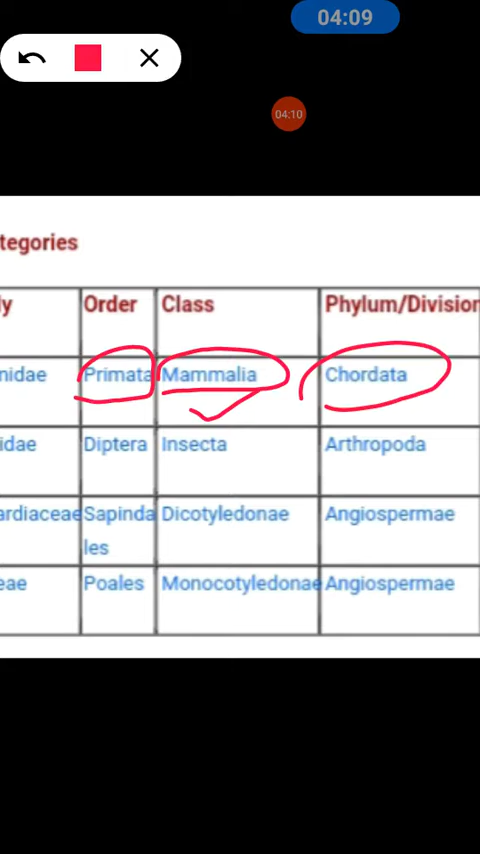 04:09
04:10
tegories
ly Order Class Phylum/Division
nidae Primata Mammalia Chordata
idae Diptera Insecta Arthropoda
ardiaceae Sapinda Dicotyledonae Angiospermae
les
eae Poales Monocotyledonae Angiospermae